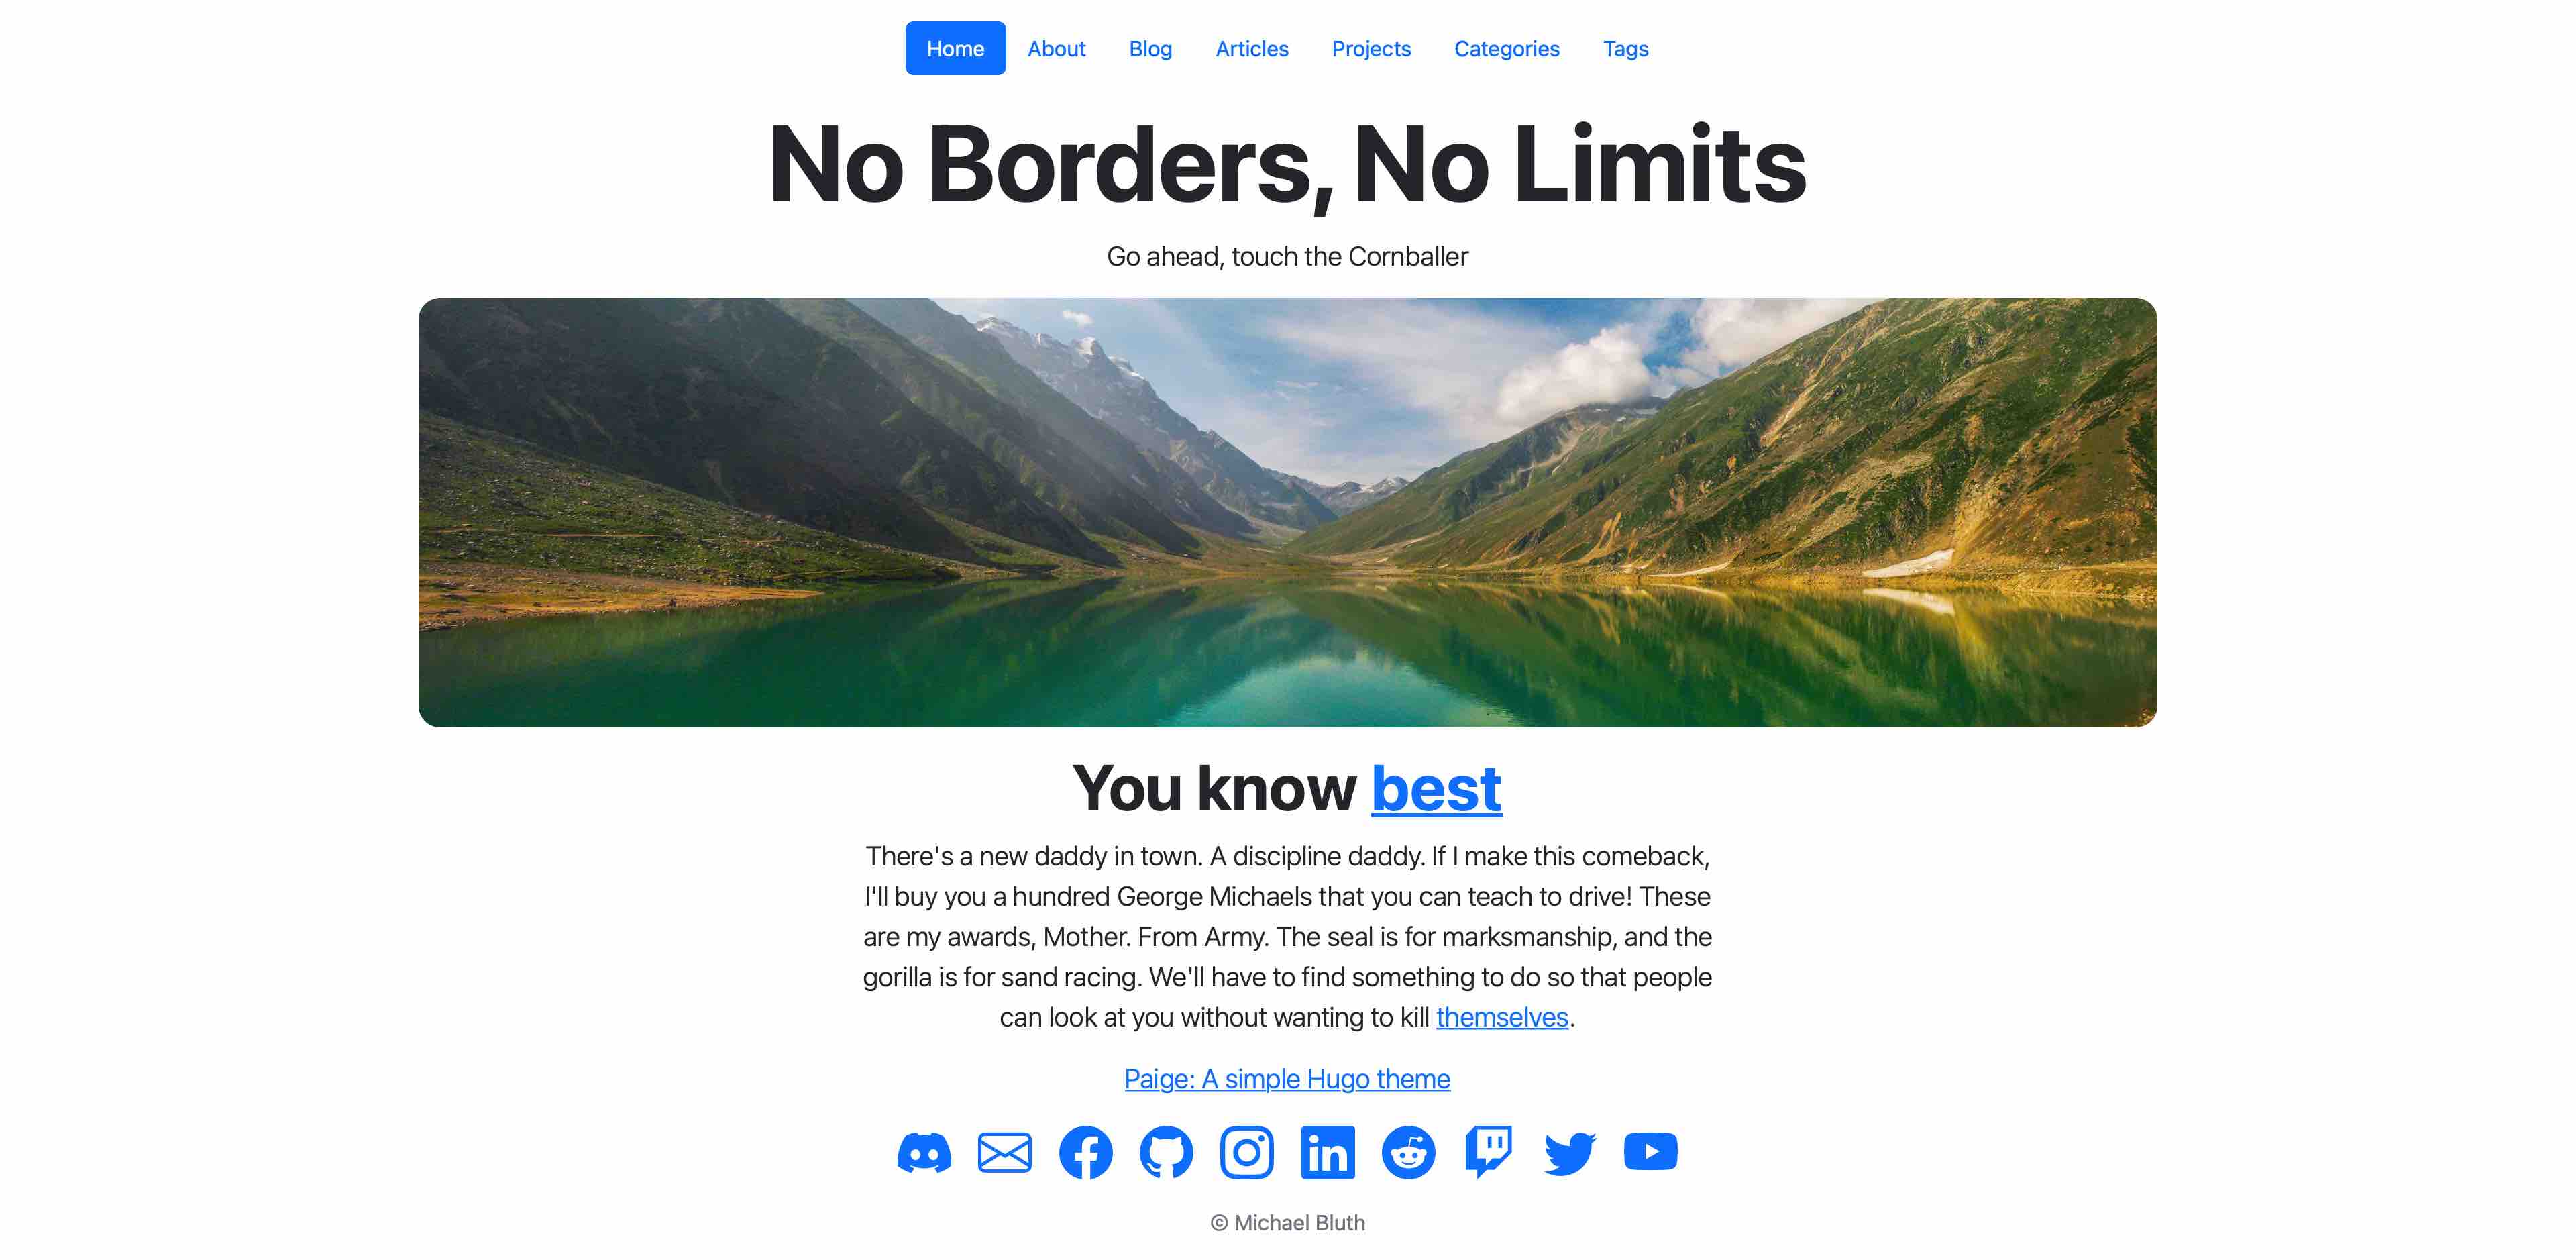 Home About Blog Articles Projects Categories Tags
No Borders, No Limits
Go ahead, touch the Cornballer
You know best
There's a new daddy in town. A discipline daddy. If I make this comeback,
I'll buy you a hundred George Michaels that you can teach to drive! These
are my awards, Mother. From Army. The seal is for marksmanship, and the
gorilla is for sand racing. We'll have to find something to do so that people
can look at you without wanting to kill themselves.
Paige: A simple Hugo theme
in
© Michael Bluth